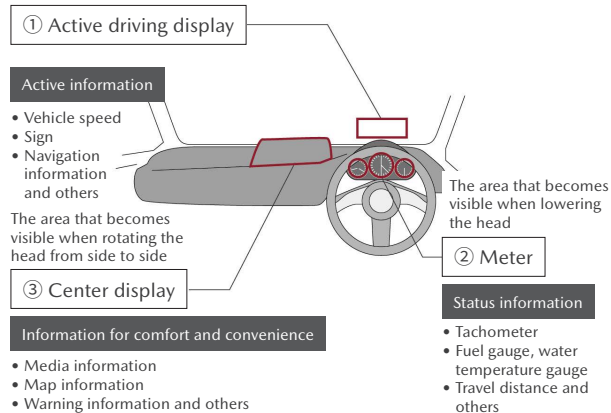 ① Active driving display
Active information
• Vehicle speed
• Sign
• Navigation
information
and others
The area that becomes
visible when rotating the
head from side to side
③ Center display
Information for comfort and convenience
• Media information
• Map information
• Warning information and others
The area that becomes
visible when lowering
the head
② Meter
Status information
• Tachometer
• Fuel gauge, water
temperature gauge
• Travel distance and
others